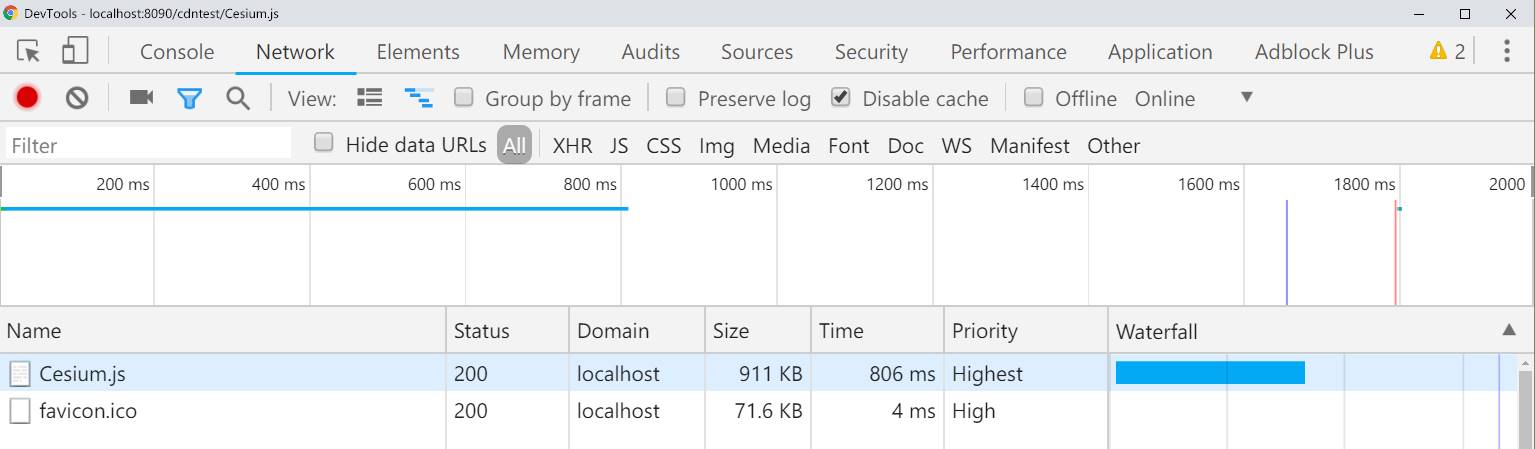 DevTools - localhost:8090/cdntest/Cesium.js
Console Network Elements Memory Audits Sources Security Performance Application Adblock Plus 2
View: Group by frame Preserve log Disable cache Offline Online
Filter Hide data URLs All XHR JS CSS Img Media Font Doc WS Manifest Other
200 ms 400 ms 600 ms 800 ms 1000 ms 1200 ms 1400 ms 1600 ms 1800 ms 2000
Name Status Domain Size Time Priority Waterfall
Cesium.js 200 localhost 911 KB 806 ms Highest
favicon.ico 200 localhost 71.6 KB 4 ms High